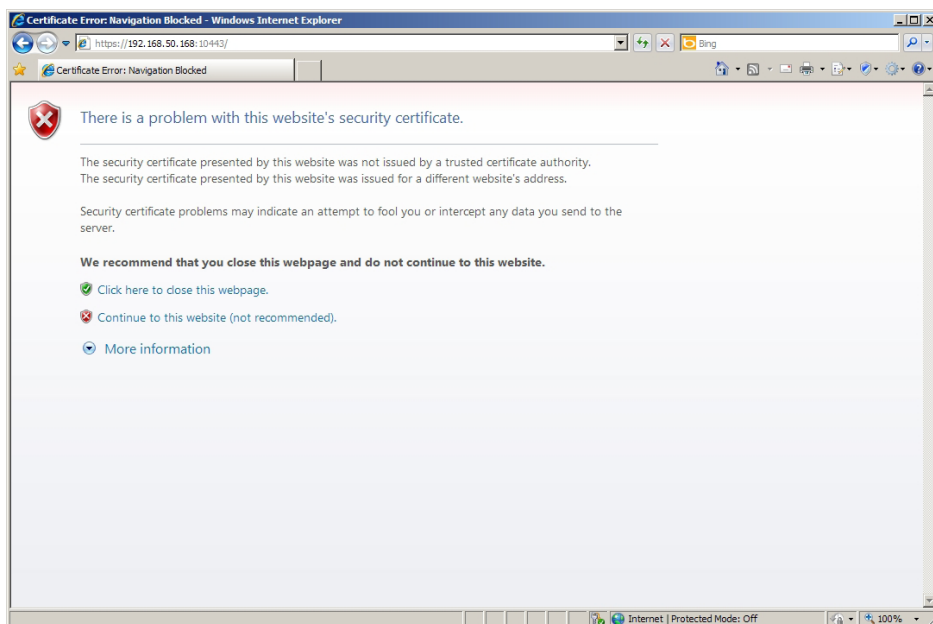 Certificate Error: Navigation Blocked - Windows Internet Explorer
https://192.168.50.168:10443/
Bing
Certificate Error: Navigation Blocked
There is a problem with this website's security certificate.
The security certificate presented by this website was not issued by a trusted certificate authority.
The security certificate presented by this website was issued for a different website's address.
Security certificate problems may indicate an attempt to fool you or intercept any data you send to the
server.
We recommend that you close this webpage and do not continue to this website.
Click here to close this webpage.
Continue to this website (not recommended).
More information
Internet | Protected Mode: Off
100%